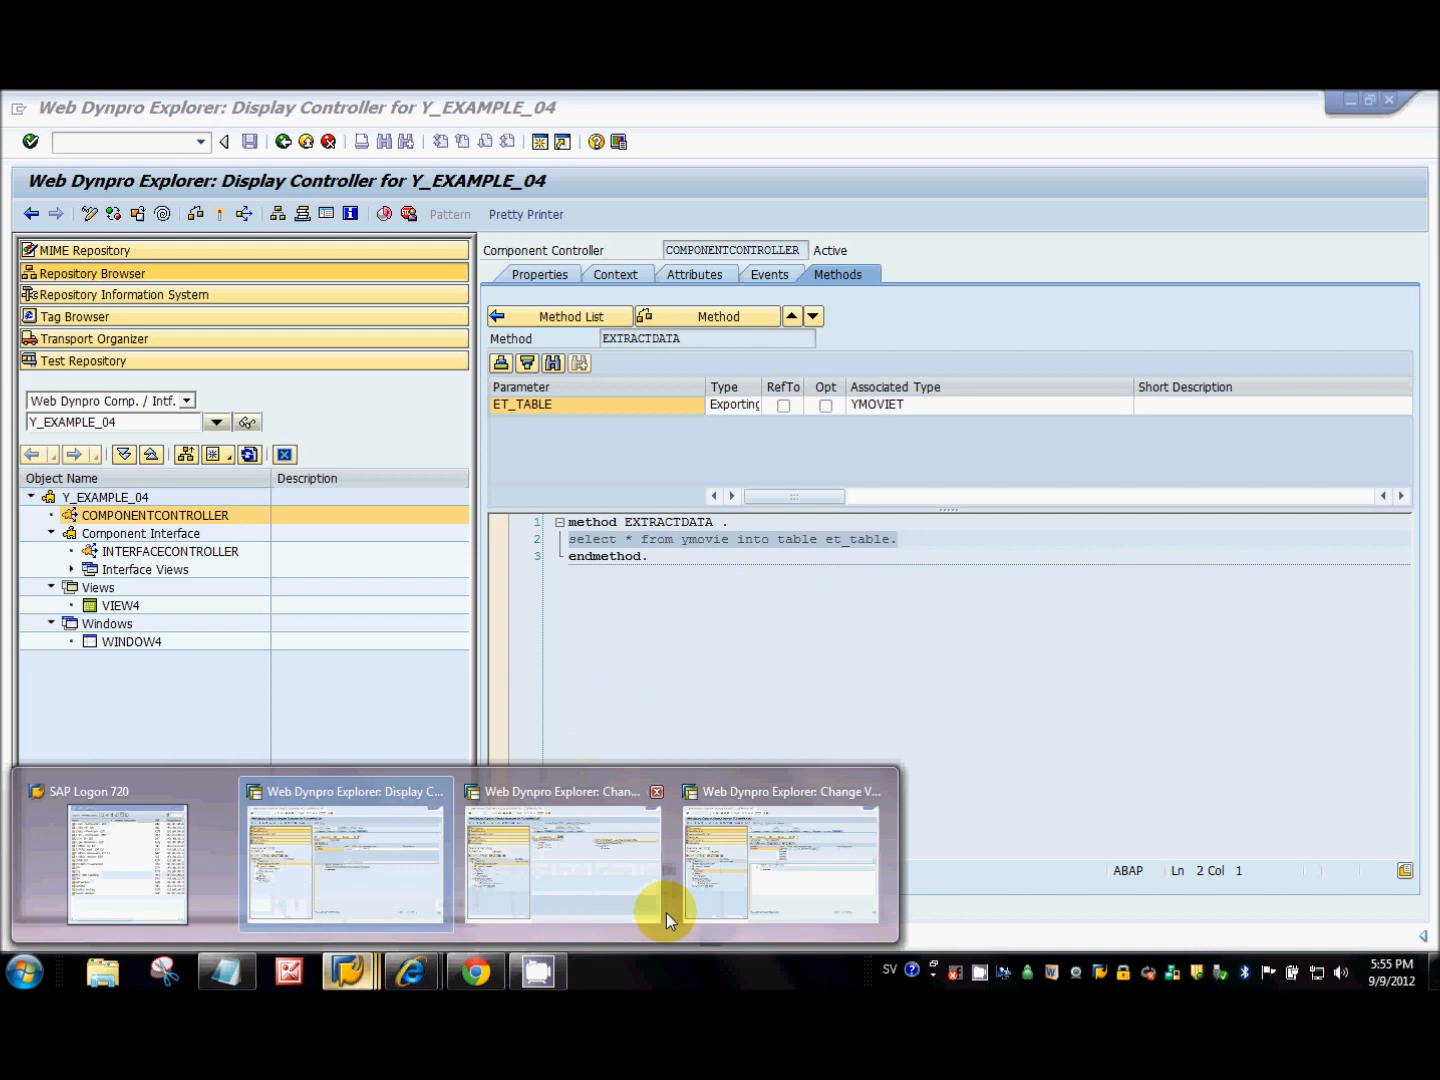 Web Dynpro Explorer: Display Controller for Y_EXAMPLE_04
Web Dynpro Explorer: Display Controller for Y_EXAMPLE_04
Pattern Pretty Printer
MIME Repository
Repository Browser
Repository Information System
Tag Browser
Transport Organizer
Test Repository
Web Dynpro Comp. / Intf.
Y_EXAMPLE_04
Object Name Description
Y_EXAMPLE_04
COMPONENTCONTROLLER
Component Interface
INTERFACECONTROLLER
Interface Views
Views
VIEW4
Windows
WINDOW4
Component Controller COMPONENTCONTROLLER Active
Properties Context Attributes Events Methods
Method List Method
Method EXTRACTDATA
Parameter Type RefTo Opt Associated Type Short Description
ET_TABLE Exporting YMOVIET
1 method EXTRACTDATA .
2 select * from ymovie into table et_table.
3 endmethod.
SAP Logon 720 Web Dynpro Explorer: Display C... Web Dynpro Explorer: Chan... Web Dynpro Explorer: Change V...
ABAP Ln 2 Col 1
SV 5:55 PM
9/9/2012